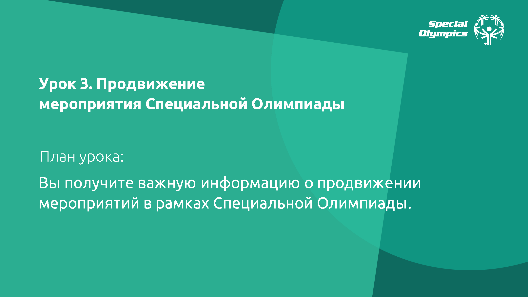 Special
Olympics
Урок 3. Продвижение
мероприятия Специальной Олимпиады
План урока:
Вы получите важную информацию о продвижении
мероприятий в рамках Специальной Олимпиады.